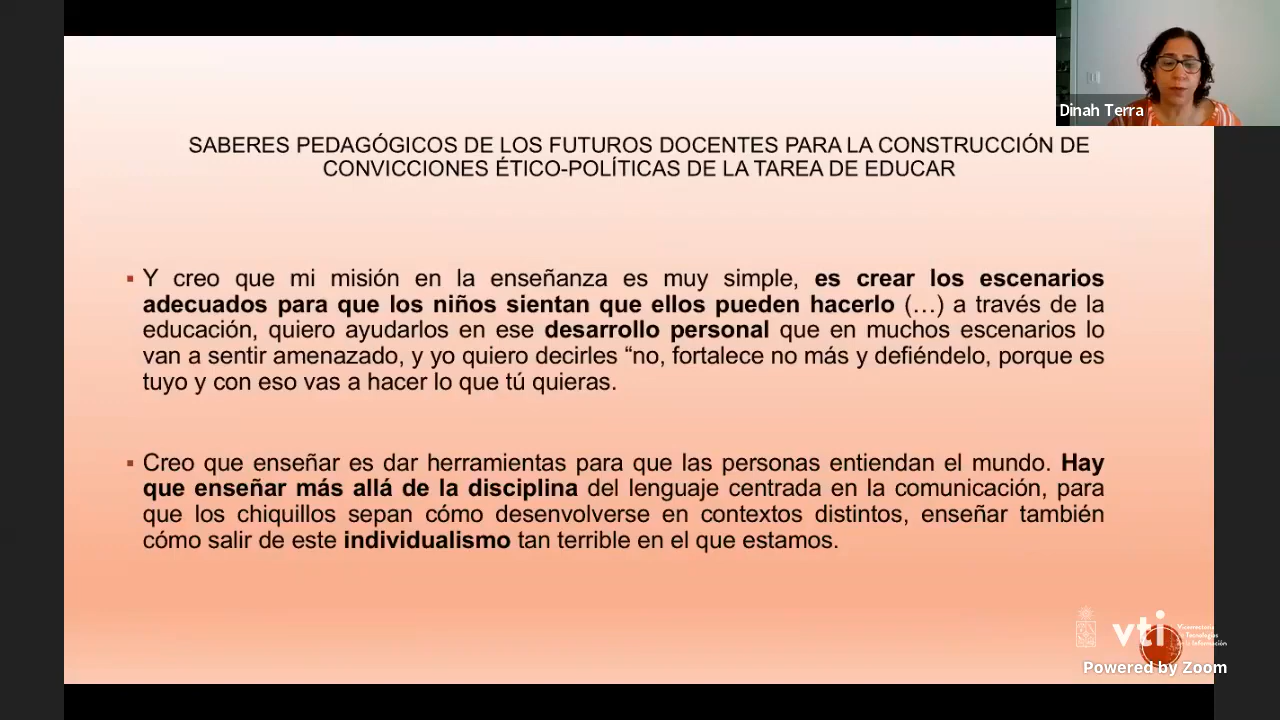 Dinah Terra
SABERES PEDAGÓGICOS DE LOS FUTUROS DOCENTES PARA LA CONSTRUCCIÓN DE
CONVICCIONES ÉTICO-POLÍTICAS DE LA TAREA DE EDUCAR
Y creo que mi misión en la enseñanza es muy simple, es crear los escenarios
adecuados para que los niños sientan que ellos pueden hacerlo (…) a través de la
educación, quiero ayudarlos en ese desarrollo personal que en muchos escenarios lo
van a sentir amenazado, y yo quiero decirles “no, fortalece no más y defiéndelo, porque es
tuyo y con eso vas a hacer lo que tú quieras.
Creo que enseñar es dar herramientas para que las personas entiendan el mundo. Hay
que enseñar más allá de la disciplina del lenguaje centrada en la comunicación, para
que los chiquillos sepan cómo desenvolverse en contextos distintos, enseñar también
cómo salir de este individualismo tan terrible en el que estamos.
vti
Vicerrectoría
de Tecnologías
de la Información
Powered by Zoom